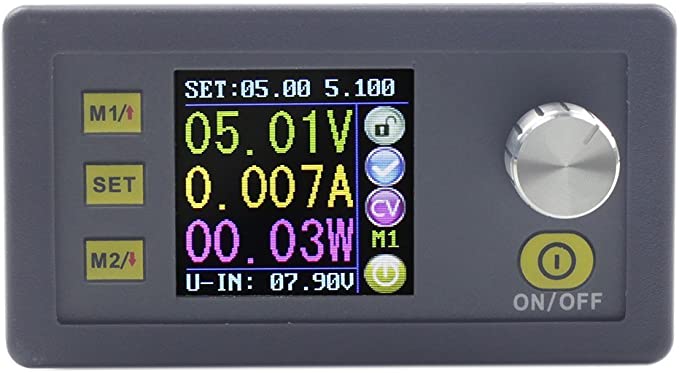 M1/⬆
SET
M2/⬇
SET:05.00 5.100
05.01V
0.007A
00.03W
U-IN: 07.90V
CV
M1
ON/OFF